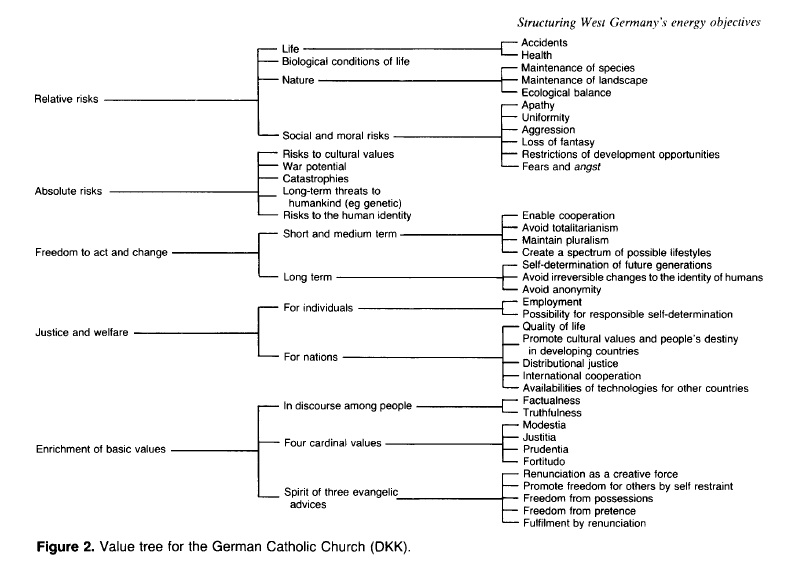 Structuring West Germany's energy objectives
Relative risks
Life
Accidents
Health
Biological conditions of life
Nature
Maintenance of species
Maintenance of landscape
Ecological balance
Social and moral risks
Apathy
Uniformity
Aggression
Loss of fantasy
Restrictions of development opportunities
Fears and angst
Absolute risks
Risks to cultural values
War potential
Catastrophies
Long-term threats to
humankind (eg genetic)
Risks to the human identity
Freedom to act and change
Short and medium term
Enable cooperation
Avoid totalitarianism
Maintain pluralism
Create a spectrum of possible lifestyles
Long term
Self-determination of future generations
Avoid irreversible changes to the identity of humans
Avoid anonymity
Justice and welfare
For individuals
Employment
Possibility for responsible self-determination
For nations
Quality of life
Promote cultural values and people's destiny
in developing countries
Distributional justice
International cooperation
Availabilities of technologies for other countries
Enrichment of basic values
In discourse among people
Factualness
Truthfulness
Four cardinal values
Modestia
Justitia
Prudentia
Fortitudo
Spirit of three evangelic
advices
Renunciation as a creative force
Promote freedom for others by self restraint
Freedom from possessions
Freedom from pretence
Fulfilment by renunciation
Figure 2. Value tree for the German Catholic Church (DKK).